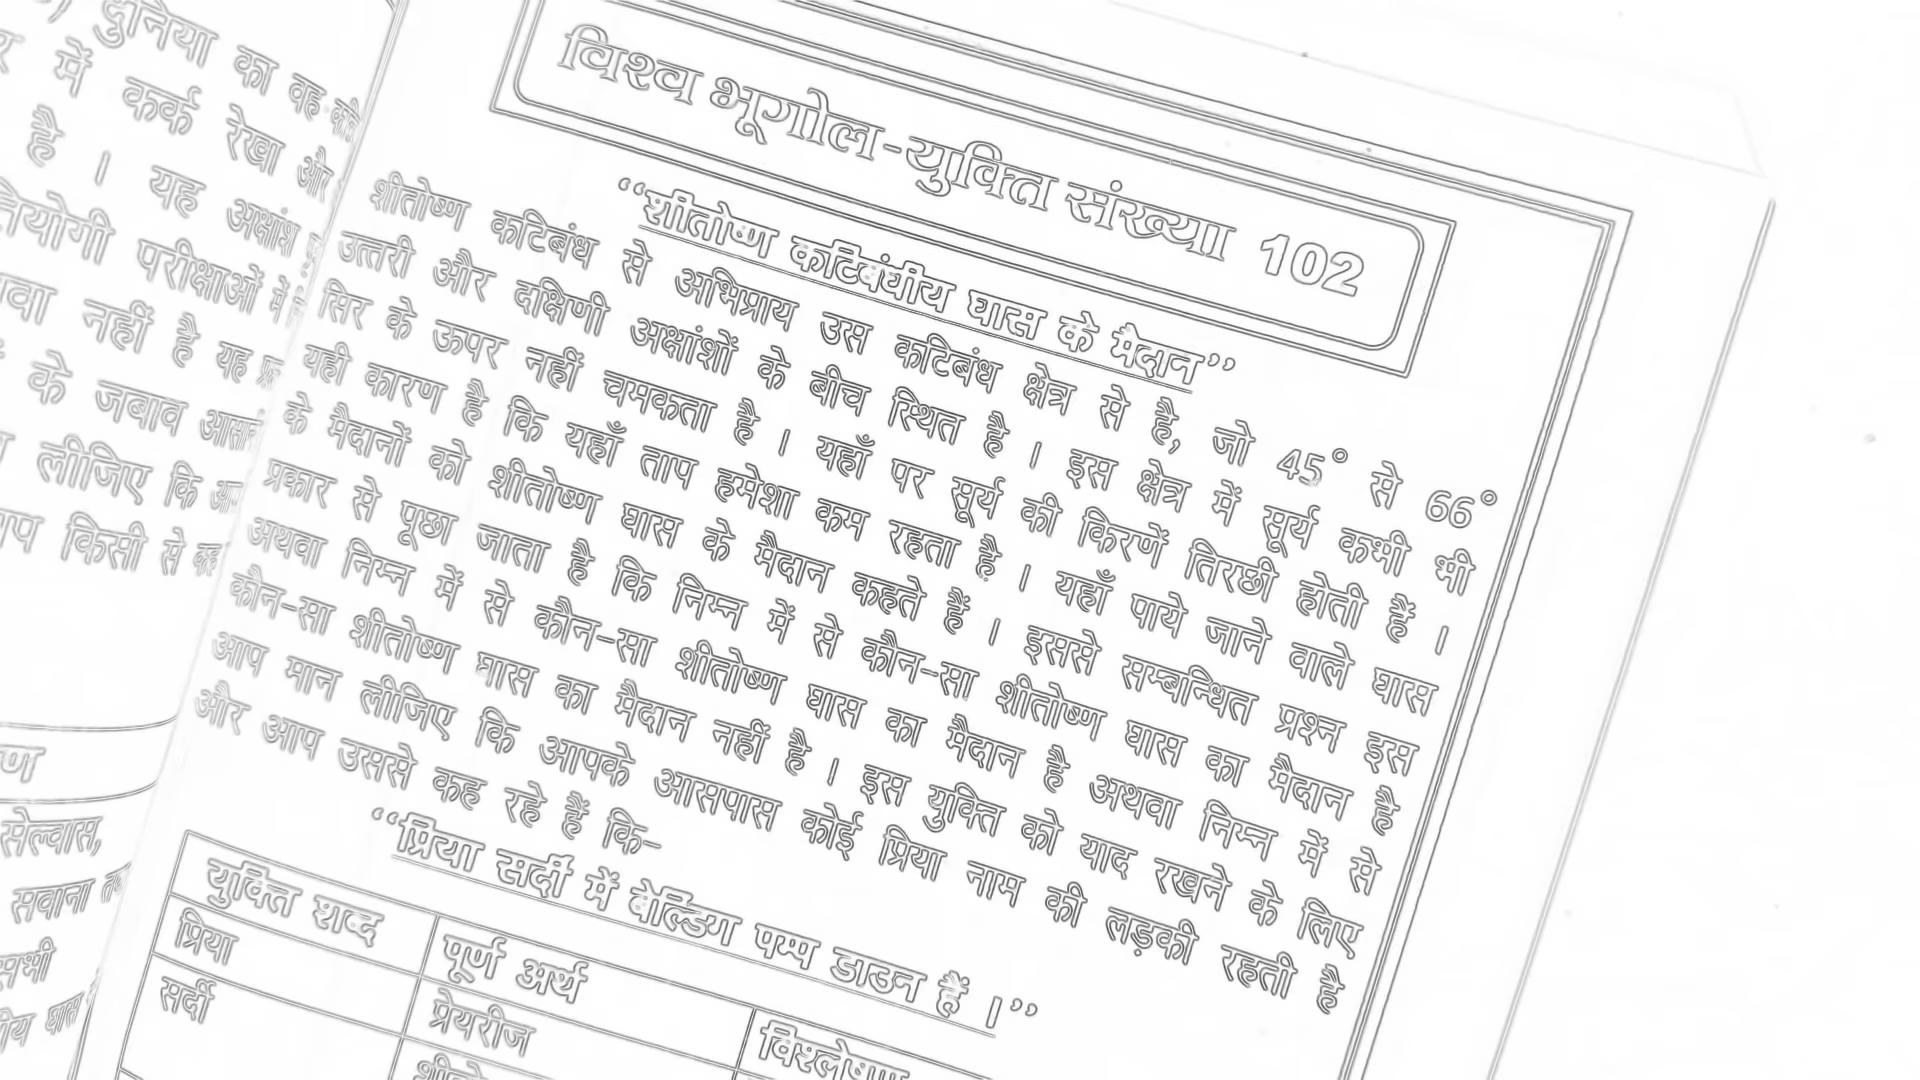 दुनिया का वह
में कर्क रेखा और
है । यह अक्षांश
परीक्षाओं में
नहीं है यह
के जबाव
लीजिए कि
किसी से
सेल्वास,
सवाना
घास
विश्व भूगोल-युक्ति संख्या 102
‘‘शीतोष्ण कटिबंधीय घास के मैदान’’
शीतोष्ण कटिबंध से अभिप्राय उस कटिबंध क्षेत्र से है, जो 45° से 66°
उत्तरी और दक्षिणी अक्षांशों के बीच स्थित है । इस क्षेत्र में सूर्य कभी भी
सिर के ऊपर नहीं चमकता है । यहाँ पर सूर्य की किरणें तिरछी होती हैं ।
यही कारण है कि यहाँ ताप हमेशा कम रहता है । यहाँ पाये जाने वाले घास
के मैदानों को शीतोष्ण घास के मैदान कहते हैं । इससे सम्बन्धित प्रश्न इस
प्रकार से पूछा जाता है कि निम्न में से कौन-सा शीतोष्ण घास का मैदान है
अथवा निम्न में से कौन-सा शीतोष्ण घास का मैदान है अथवा निम्न में से
कौन-सा शीतोष्ण घास का मैदान नहीं है । इस युक्ति को याद रखने के लिए
आप मान लीजिए कि आपके आसपास कोई प्रिया नाम की लड़की रहती है
और आप उससे कह रहे हैं कि-
‘‘प्रिया सर्दी में वेल्डिंग पम्प डाउन हैं ।’’
युक्ति शब्द पूर्ण अर्थ विश्लेषण
प्रिया प्रेयरीज
सर्दी